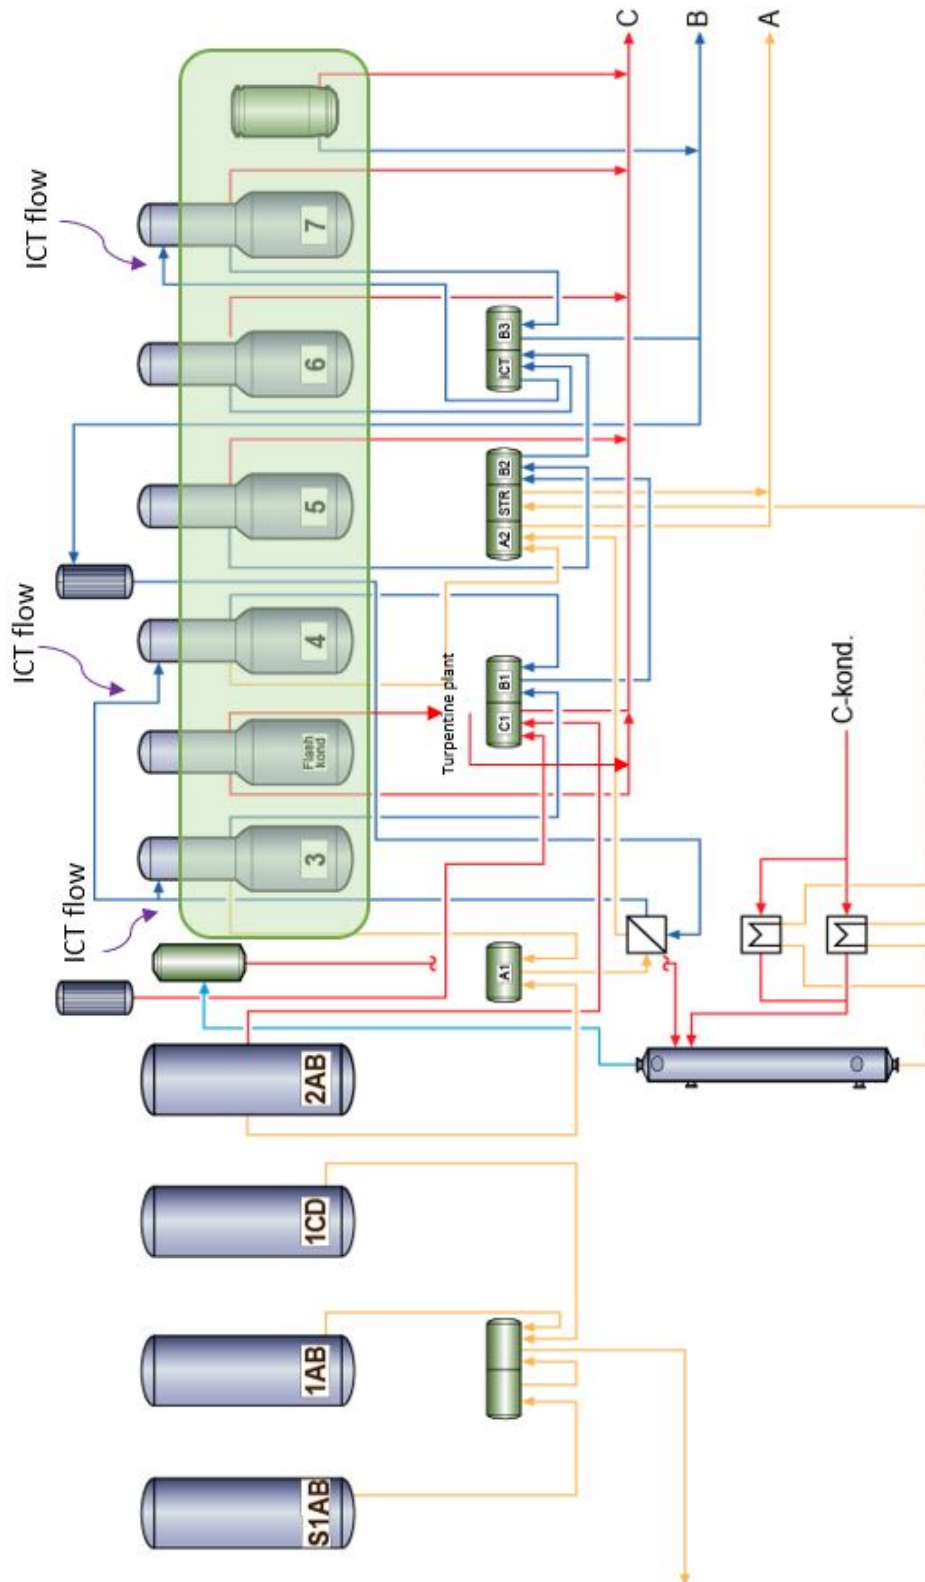 ICT flow
ICT flow
ICT flow
S1AB
1AB
1CD
2AB
3
Flash
kond
4
5
6
7
Turpentine plant
A1
C1
B1
A2
STR
B2
ICT
B3
C-kond.
C
B
A